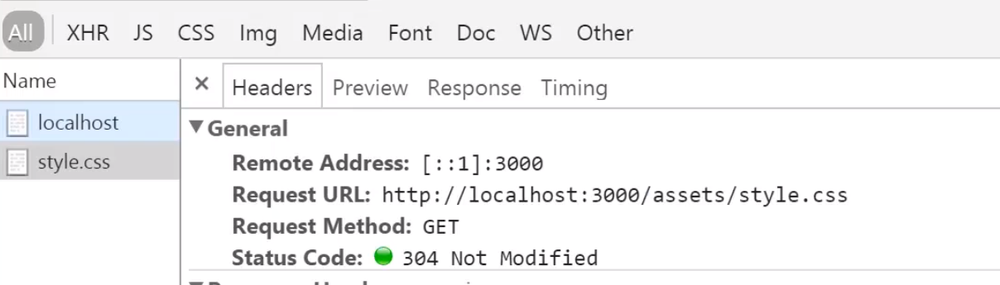 All XHR JS CSS Img Media Font Doc WS Other
Name
× Headers Preview Response Timing
localhost
style.css
▼ General
Remote Address: [::1]:3000
Request URL: http://localhost:3000/assets/style.css
Request Method: GET
Status Code: 304 Not Modified